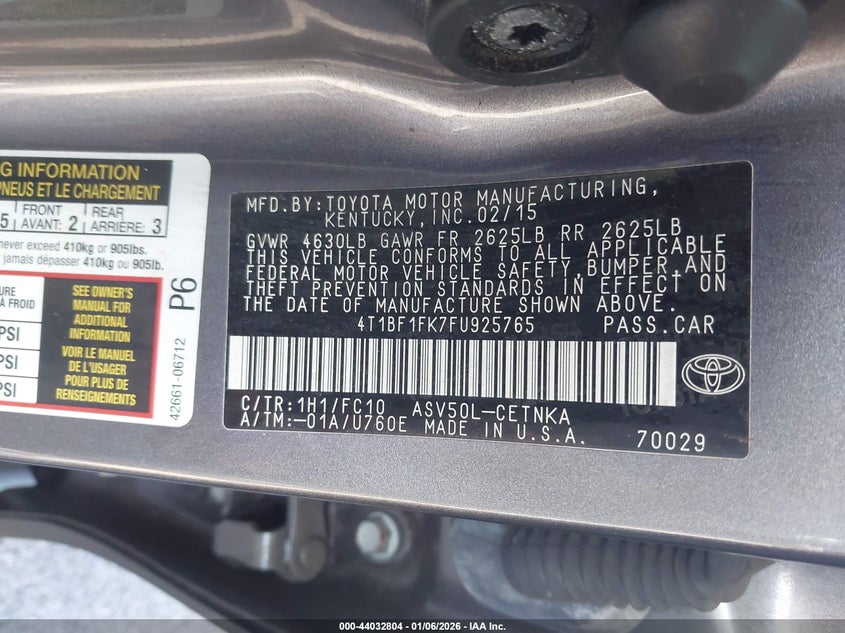 G INFORMATION
PNEUS ET LE CHARGEMENT
5 FRONT AVANT: 2 REAR ARRIÈRE: 3
never exceed 410kg or 905lbs.
jamais dépasser 410kg ou 905lb.
SEE OWNER'S
MANUAL FOR
ADDITIONAL
INFORMATION
VOIR LE MANUEL
DE L'USAGER
POUR PLUS DE
RENSEIGNEMENTS
URE
À FROID
PSI
PSI
PSI
P6
42661-06712
MFD.BY:TOYOTA MOTOR MANUFACTURING,
KENTUCKY, INC.02/15
GVWR 4630LB GAWR FR 2625LB RR 2625LB
THIS VEHICLE CONFORMS TO ALL APPLICABLE
FEDERAL MOTOR VEHICLE SAFETY,BUMPER,AND
THEFT PREVENTION STANDARDS IN EFFECT ON
THE DATE OF MANUFACTURE SHOWN ABOVE.
4T1BF1FK7FU925765 PASS.CAR
C/TR:1H1/FC10 ASV50L-CETNKA
A/TM:-01A/U760E MADE IN U.S.A. 70029
000-44032804 - 01/06/2026 - IAA Inc.